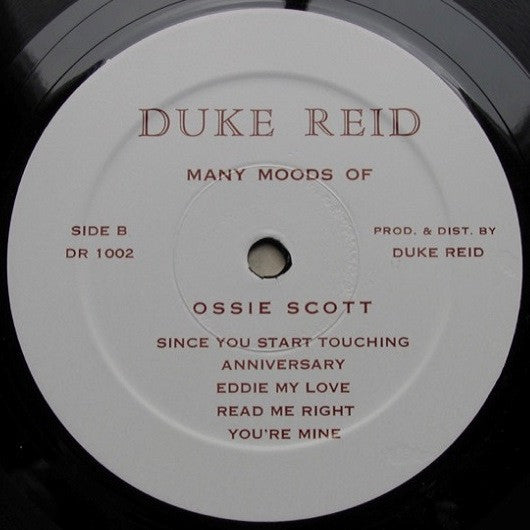 DUKE REID
MANY MOODS OF
SIDE B
DR 1002
PROD. & DIST. BY
DUKE REID
OSSIE SCOTT
SINCE YOU START TOUCHING
ANNIVERSARY
EDDIE MY LOVE
READ ME RIGHT
YOU'RE MINE